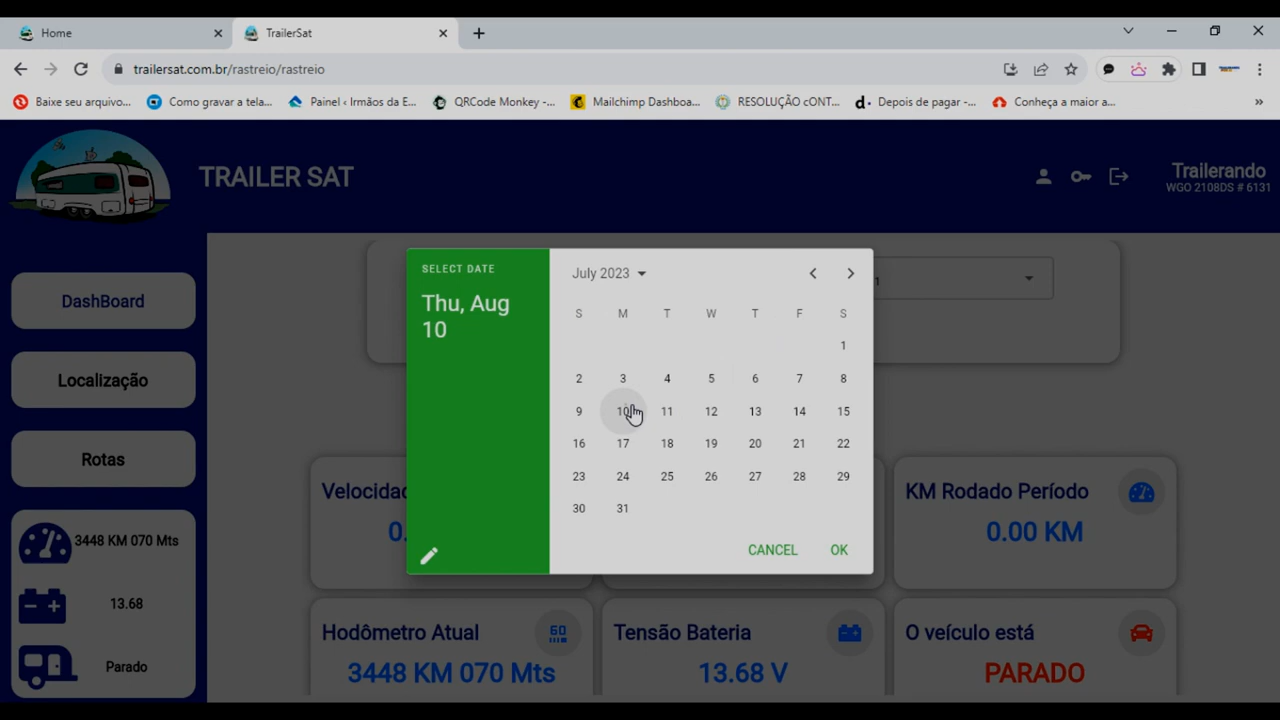 Home
TrailerSat
trailersat.com.br/rastreio/rastreio
Baixe seu arquivo...
Como gravar a tela...
Painel ‹ Irmãos da E...
QRCode Monkey -...
Mailchimp Dashboa...
RESOLUÇÃO cONT...
Depois de pagar -...
Conheça a maior a...
»
TRAILER SAT
Trailerando
WGO 2108DS # 6131
DashBoard
Localização
Rotas
3448 KM 070 Mts
13.68
Parado
SELECT DATE
Thu, Aug
10
July 2023
S M T W T F S
1
2 3 4 5 6 7 8
9 10 11 12 13 14 15
16 17 18 19 20 21 22
23 24 25 26 27 28 29
30 31
CANCEL OK
1
Velocidad
0.
KM Rodado Período
0.00 KM
Hodômetro Atual
60
3448 KM 070 Mts
Tensão Bateria
13.68 V
O veículo está
PARADO